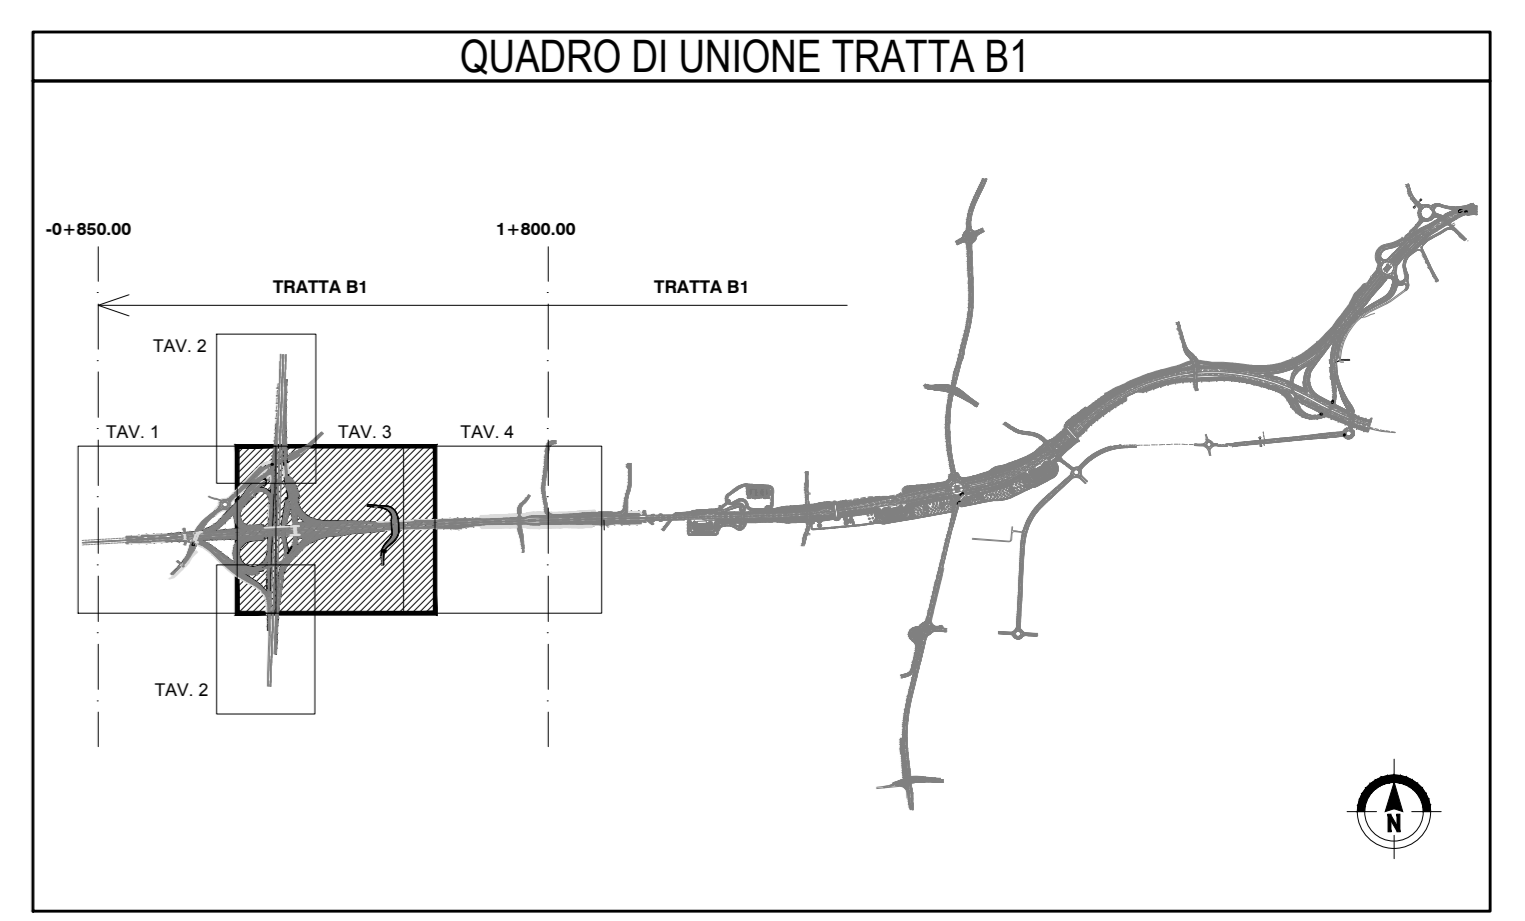 QUADRO DI UNIONE TRATTA B1
-0+850.00
1+800.00
TRATTA B1
TRATTA B1
TAV. 2
TAV. 1
TAV. 3
TAV. 4
TAV. 2
N